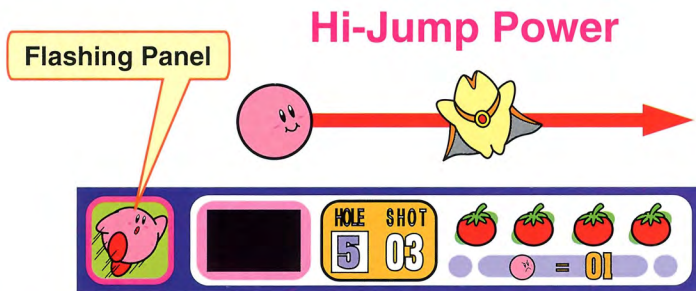 Hi-Jump Power
Flashing Panel
HOLE SHOT
5 03
= 01